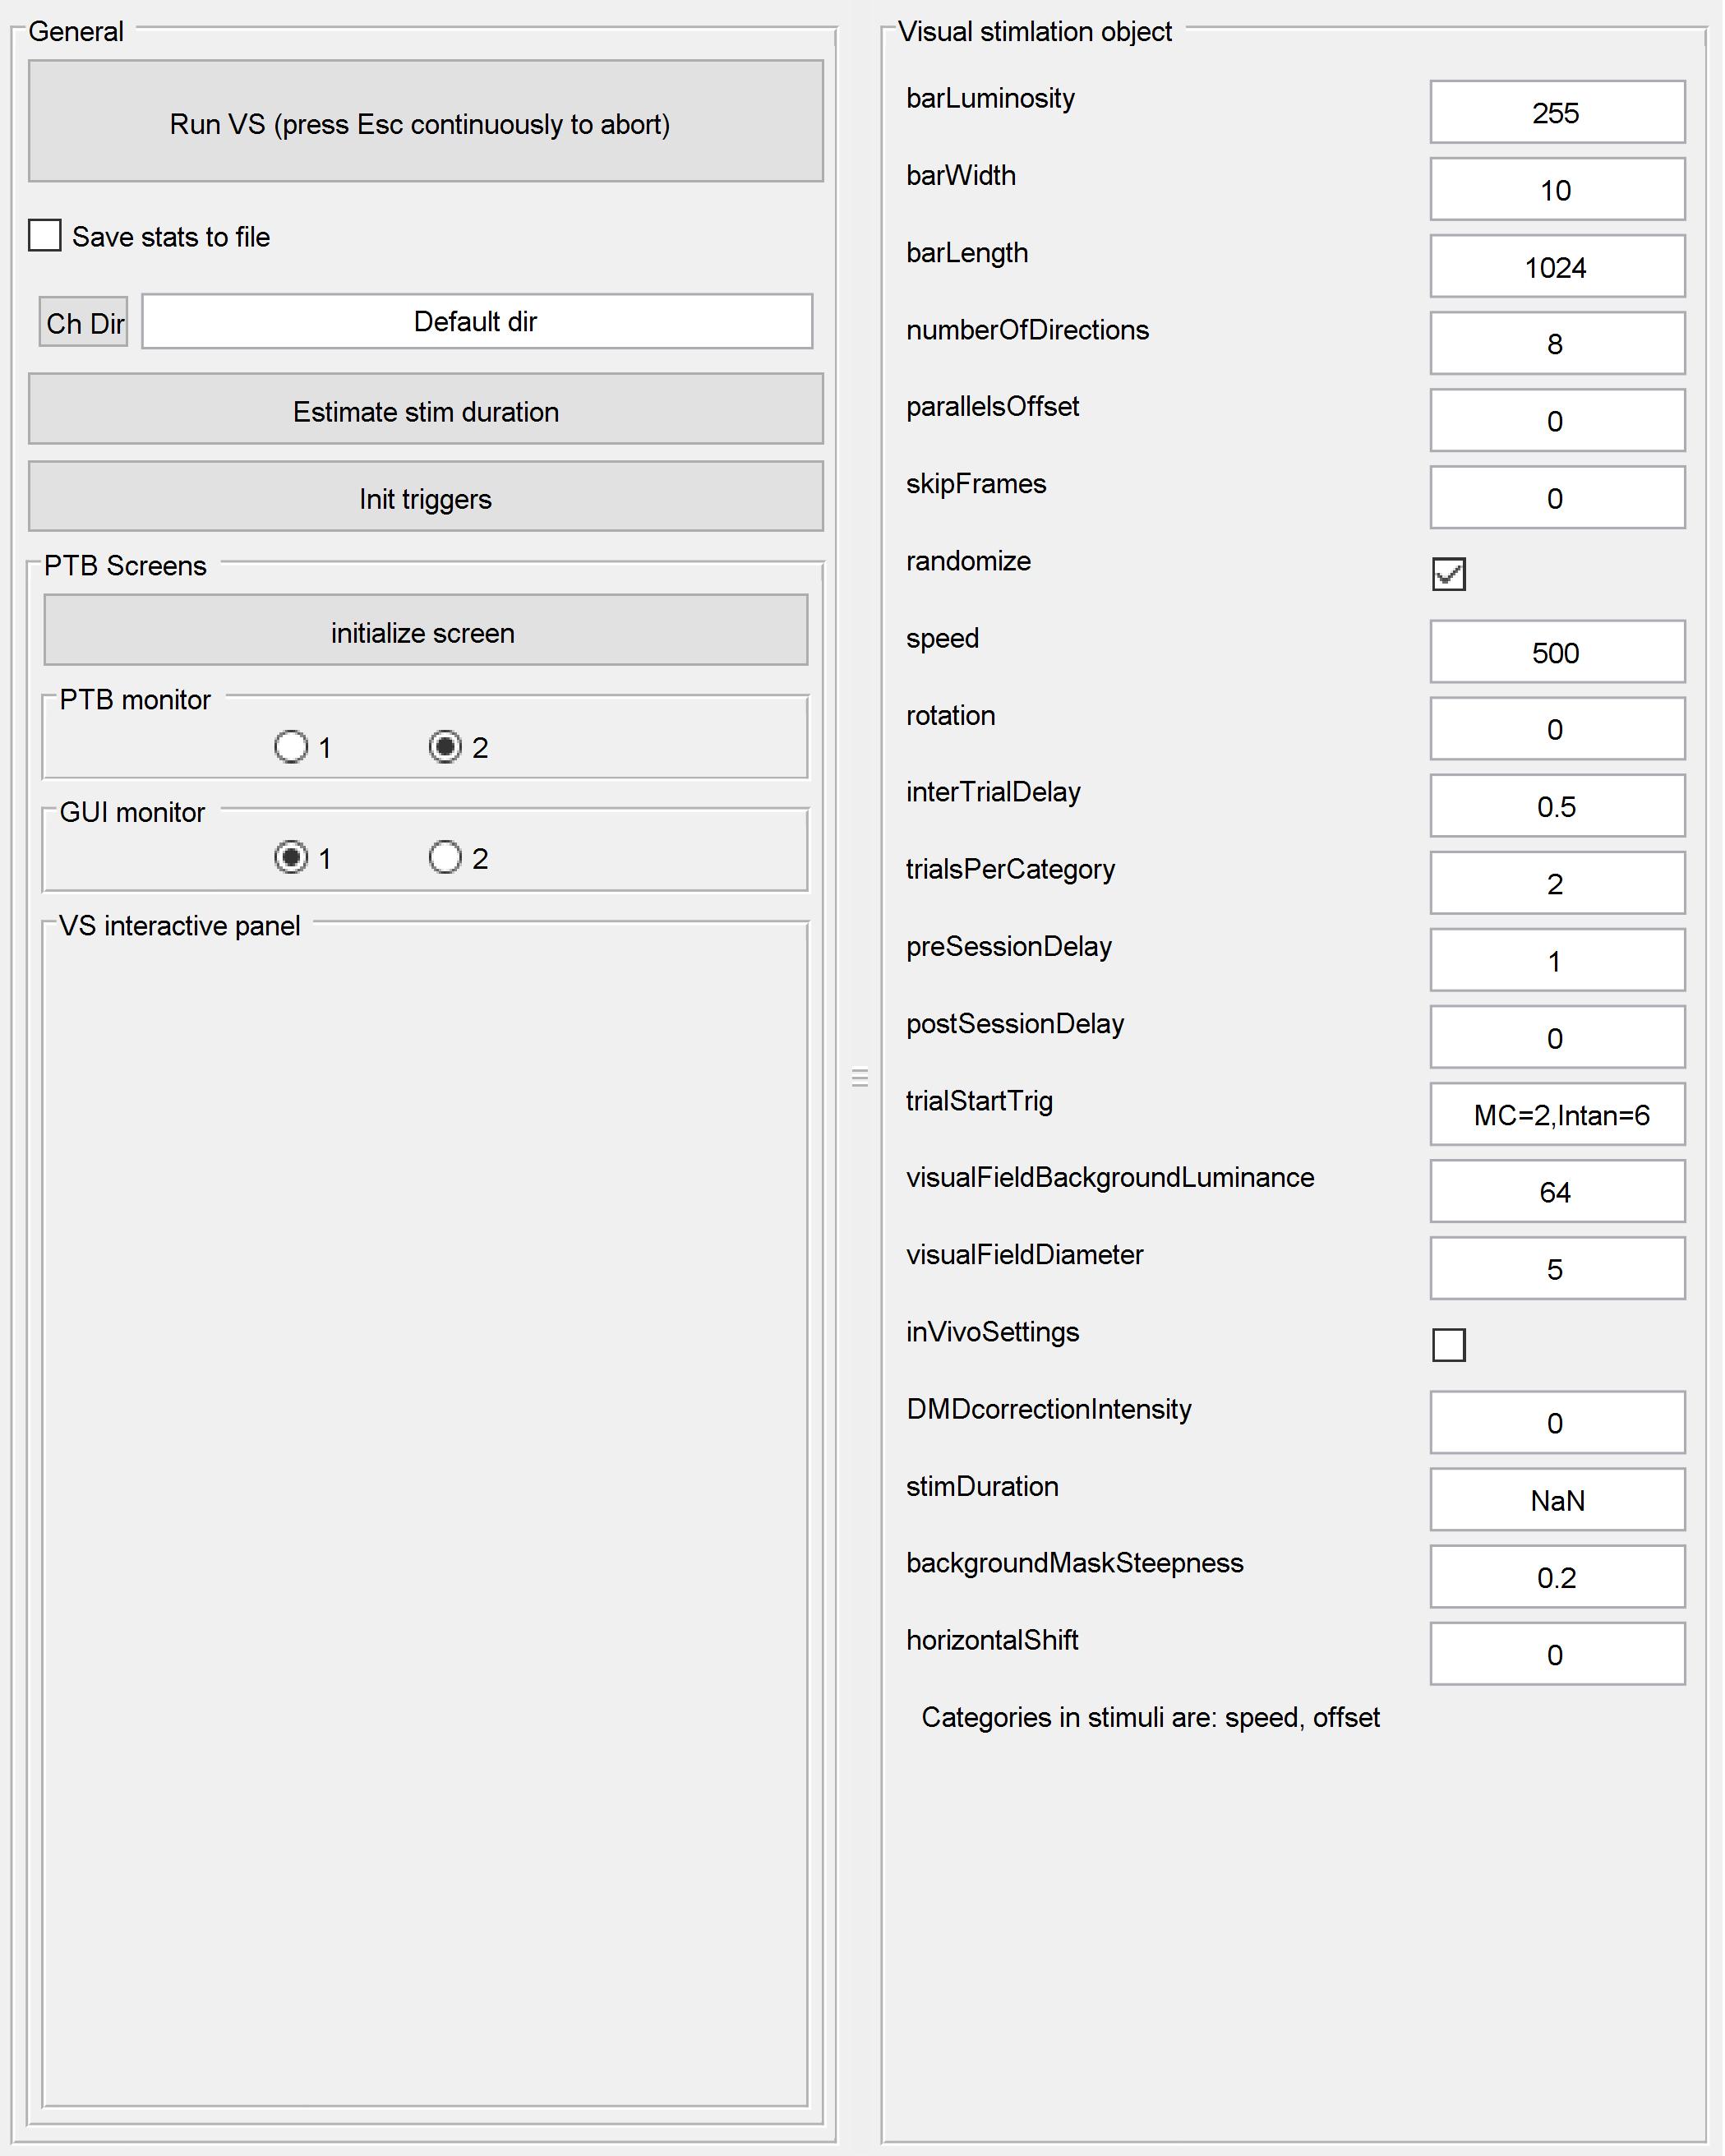 General
Run VS (press Esc continuously to abort)
Save stats to file
Ch Dir
Default dir
Estimate stim duration
Init triggers
PTB Screens
initialize screen
PTB monitor
1 2
GUI monitor
1 2
VS interactive panel
Visual stimlation object
barLuminosity 255
barWidth 10
barLength 1024
numberOfDirections 8
parallelsOffset 0
skipFrames 0
randomize
speed 500
rotation 0
interTrialDelay 0.5
trialsPerCategory 2
preSessionDelay 1
postSessionDelay 0
trialStartTrig MC=2,Intan=6
visualFieldBackgroundLuminance 64
visualFieldDiameter 5
inVivoSettings
DMDcorrectionIntensity 0
stimDuration NaN
backgroundMaskSteepness 0.2
horizontalShift 0
Categories in stimuli are: speed, offset